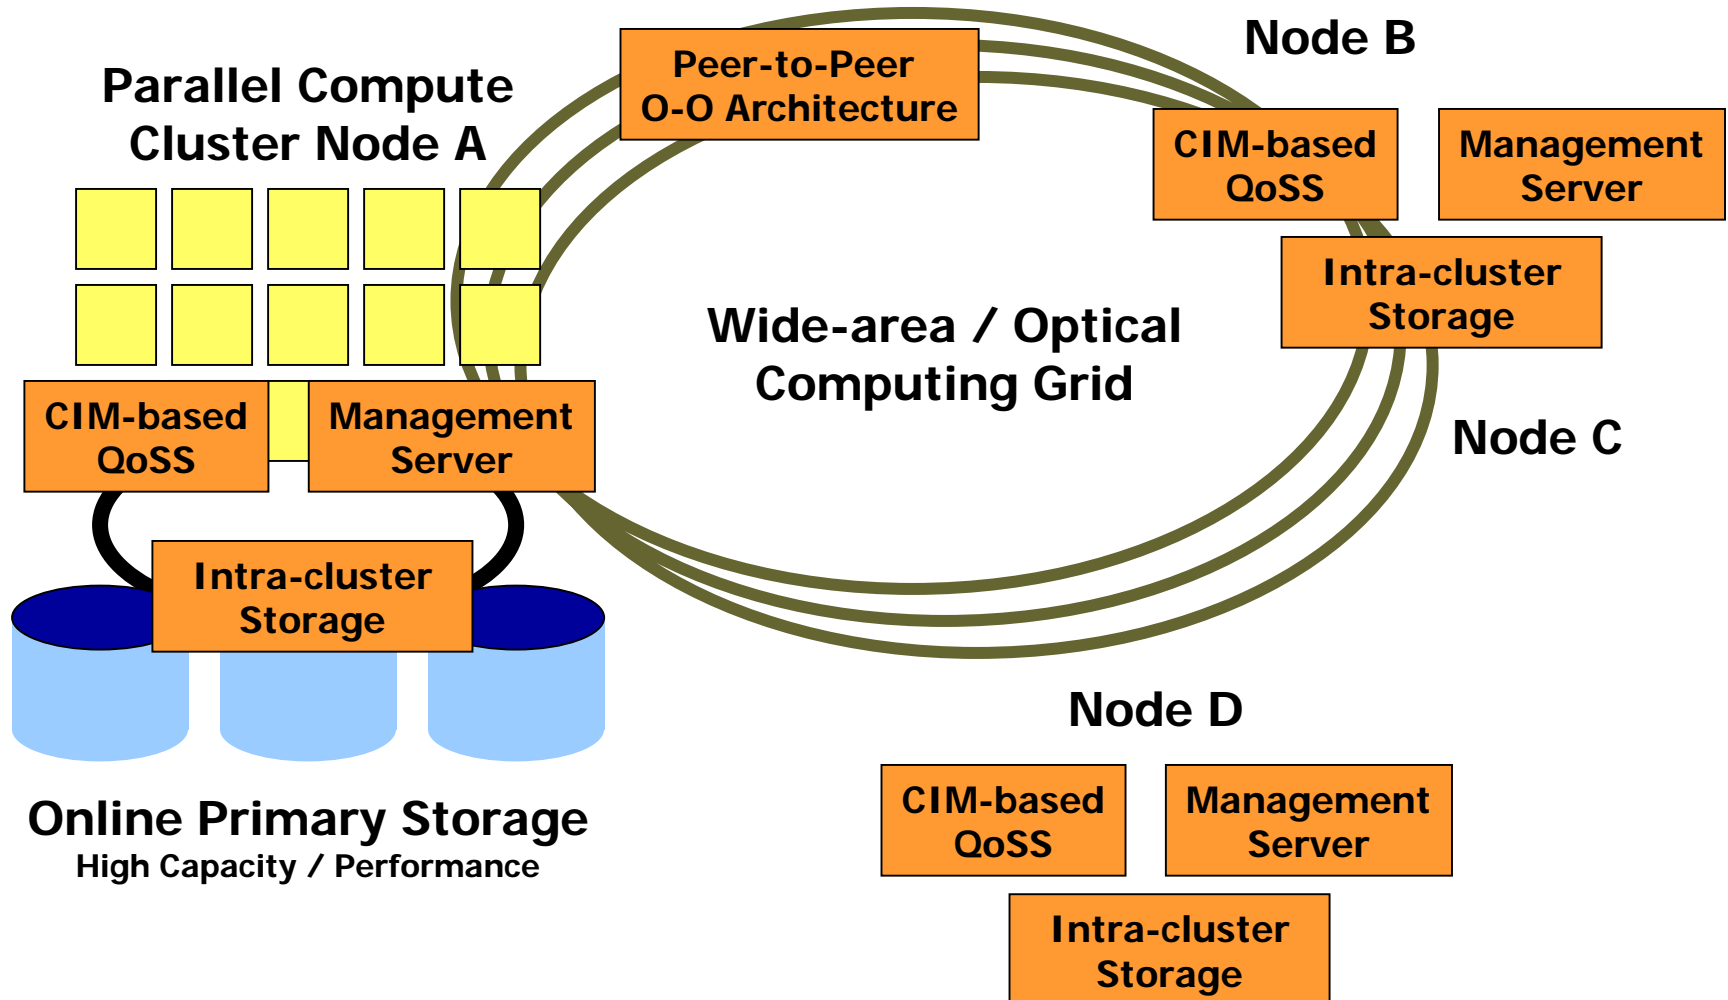 Peer-to-Peer
O-O Architecture
Node B
Parallel Compute
Cluster Node A
CIM-based
QoSS
Management
Server
Intra-cluster
Storage
Wide-area / Optical
Computing Grid
CIM-based
QoSS
Management
Server
Node C
Intra-cluster
Storage
Online Primary Storage
High Capacity / Performance
Node D
CIM-based
QoSS
Management
Server
Intra-cluster
Storage